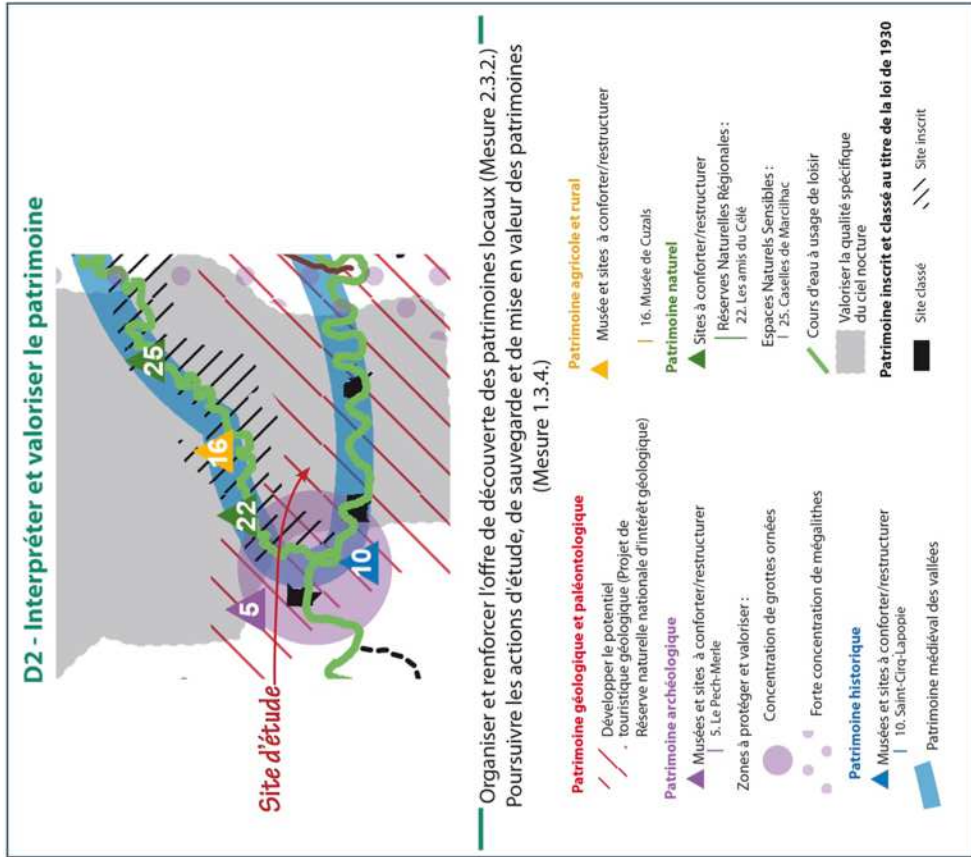 D2 - Interpréter et valoriser le patrimoine
Site d'étude
5
10
22
16
25
Organiser et renforcer l'offre de découverte des patrimoines locaux (Mesure 2.3.2.)
Poursuivre les actions d'étude, de sauvegarde et de mise en valeur des patrimoines
(Mesure 1.3.4.)
Patrimoine géologique et paléontologique
Développer le potentiel
touristique géologique (Projet de
Réserve naturelle nationale d'intérêt géologique)
Patrimoine archéologique
Musées et sites à conforter/restructurer
5. Le Pech-Merle
Zones à protéger et valoriser :
Concentration de grottes ornées
Forte concentration de mégalithes
Patrimoine historique
Musées et sites à conforter/restructurer
10. Saint-Cirq-Lapopie
Patrimoine médiéval des vallées
Patrimoine agricole et rural
Musée et sites à conforter/restructurer
16. Musée de Cuzals
Patrimoine naturel
Sites à conforter/restructurer
Réserves Naturelles Régionales :
22. Les amis du Célé
Espaces Naturels Sensibles :
25. Caselles de Marcilhac
Cours d'eau à usage de loisir
Valoriser la qualité spécifique
du ciel nocture
Patrimoine inscrit et classé au titre de la loi de 1930
Site classé
Site inscrit